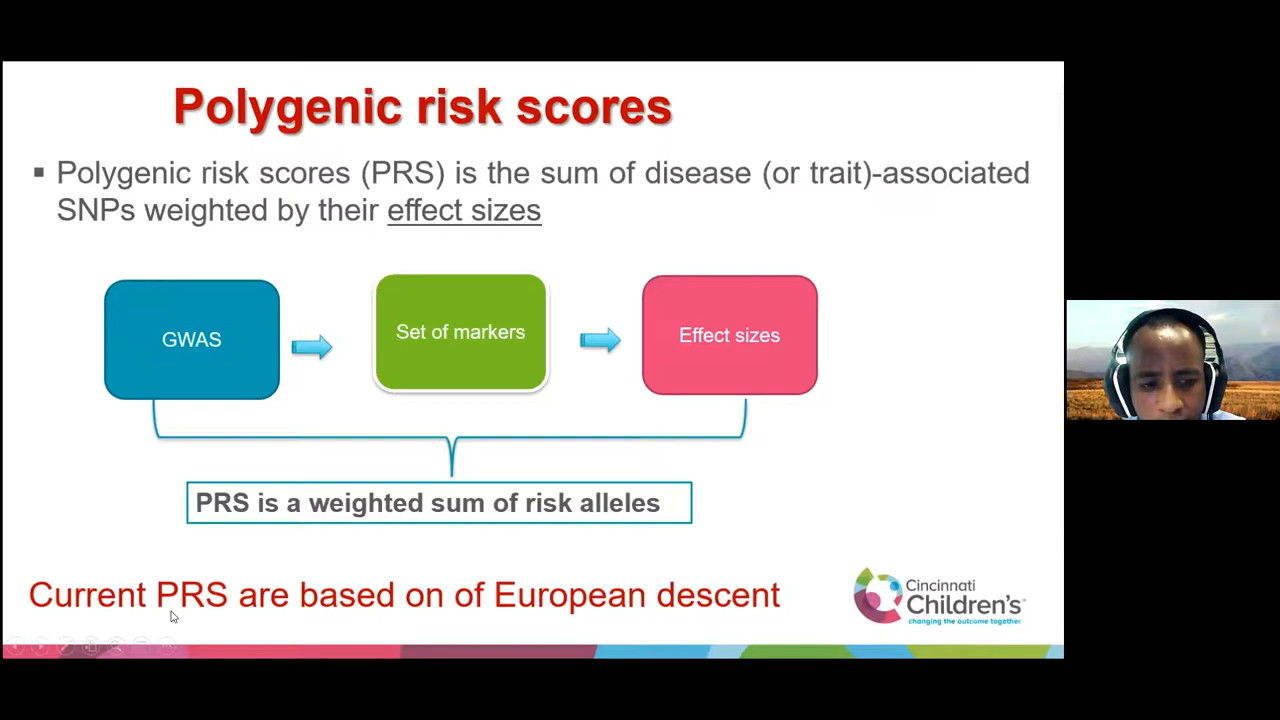 Polygenic risk scores
▪ Polygenic risk scores (PRS) is the sum of disease (or trait)-associated
SNPs weighted by their effect sizes
GWAS
Set of markers
Effect sizes
PRS is a weighted sum of risk alleles
Current PRS are based on of European descent
Cincinnati
Children's™
changing the outcome together